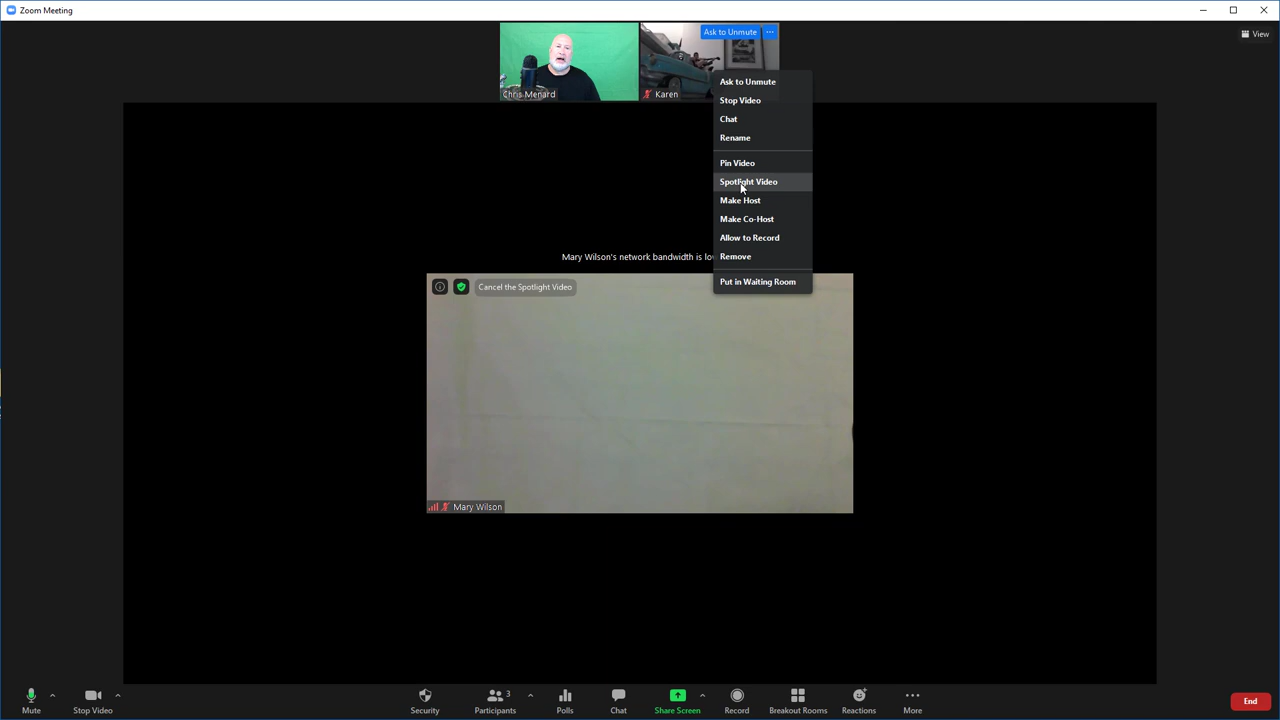 Zoom Meeting
View
Ask to Unmute
Chris Menard
Karen
Ask to Unmute
Stop Video
Chat
Rename
Pin Video
Spotlight Video
Make Host
Make Co-Host
Allow to Record
Remove
Put in Waiting Room
Mary Wilson's network bandwidth is
Cancel the Spotlight Video
Mary Wilson
Mute
Stop Video
Security
Participants
3
Polls
Chat
Share Screen
Record
Breakout Rooms
Reactions
More
End